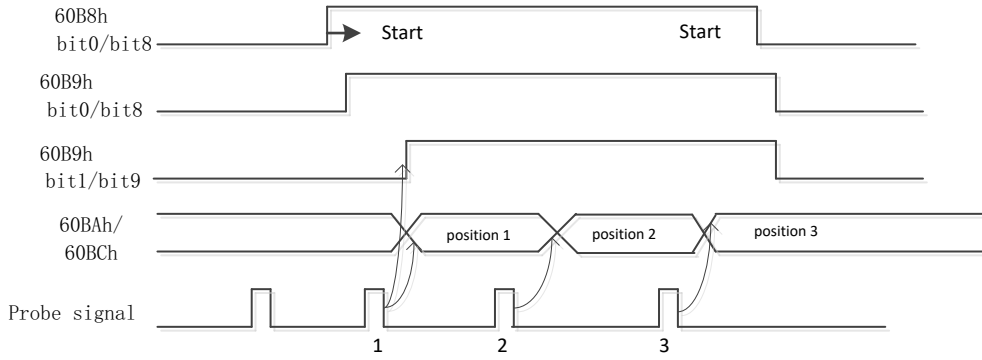 60B8h
bit0/bit8
Start
Start
60B9h
bit0/bit8
60B9h
bit1/bit9
60BAh/
60BCh
position 1
position 2
position 3
Probe signal
1
2
3